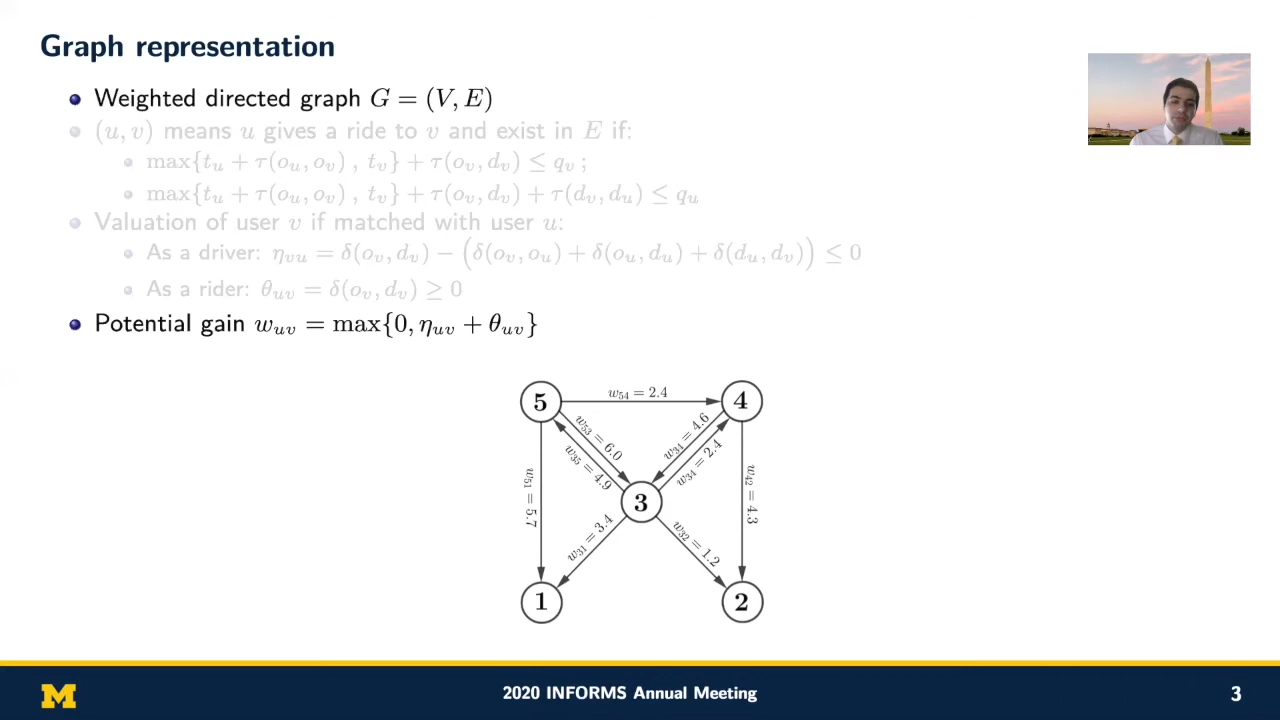 Graph representation
Weighted directed graph G = (V, E)
(u, v) means u gives a ride to v and exist in E if:
max{t_u + τ(o_u, o_v) , t_v} + τ(o_v, d_v) ≤ q_v ;
max{t_u + τ(o_u, o_v) , t_v} + τ(o_v, d_v) + τ(d_v, d_u) ≤ q_u
Valuation of user v if matched with user u:
As a driver: η_vu = δ(o_v, d_v) − (δ(o_v, o_u) + δ(o_u, d_u) + δ(d_u, d_v)) ≤ 0
As a rider: θ_uv = δ(o_v, d_v) ≥ 0
Potential gain w_uv = max{0, η_uv + θ_uv}
5
w_54 = 2.4
4
w_53 = 6.0
w_35 = 4.9
w_34 = 4.6
w_34 = 2.4
w_51 = 5.7
3
w_42 = 4.3
w_31 = 3.4
w_32 = 1.2
1
2
M
2020 INFORMS Annual Meeting
3